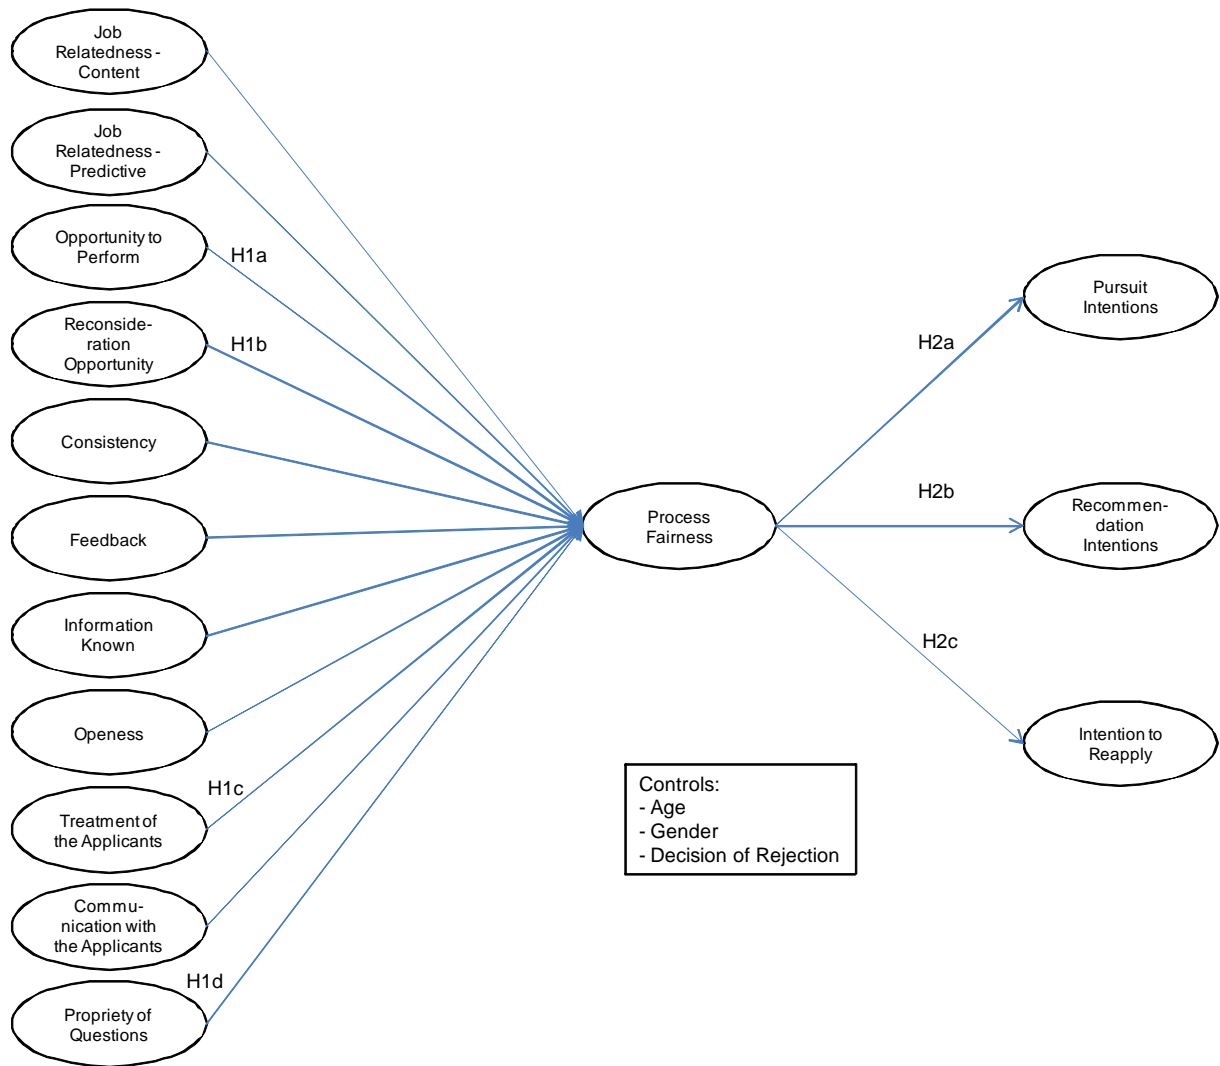 Job
Relatedness -
Content
Job
Relatedness -
Predictive
Opportunity to
Perform
H1a
Reconside-
ration
Opportunity
H1b
Consistency
Feedback
Information
Known
Openess
Treatment of
the Applicants
H1c
Commu-
nication with
the Applicants
Propriety of
Questions
H1d
Process
Fairness
H2a
H2b
H2c
Pursuit
Intentions
Recommen-
dation
Intentions
Intention to
Reapply
Controls:
- Age
- Gender
- Decision of Rejection